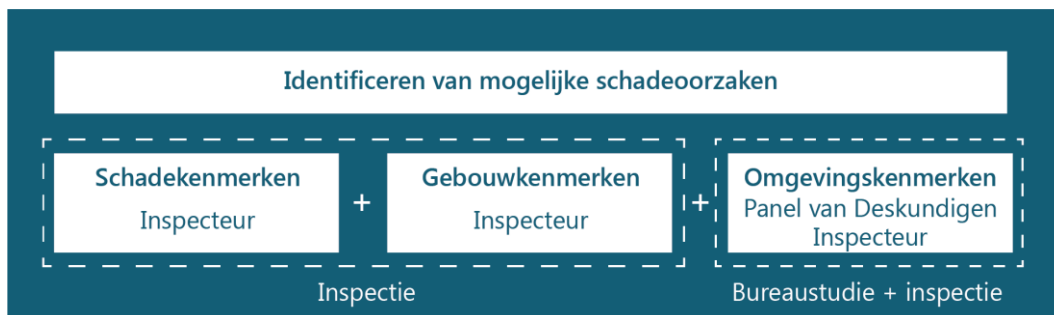 Identificeren van mogelijke schadeoorzaken
Schadekenmerken
Inspecteur
+
Gebouwkenmerken
Inspecteur
+
Omgevingskenmerken
Panel van Deskundigen
Inspecteur
Inspectie
Bureaustudie + inspectie